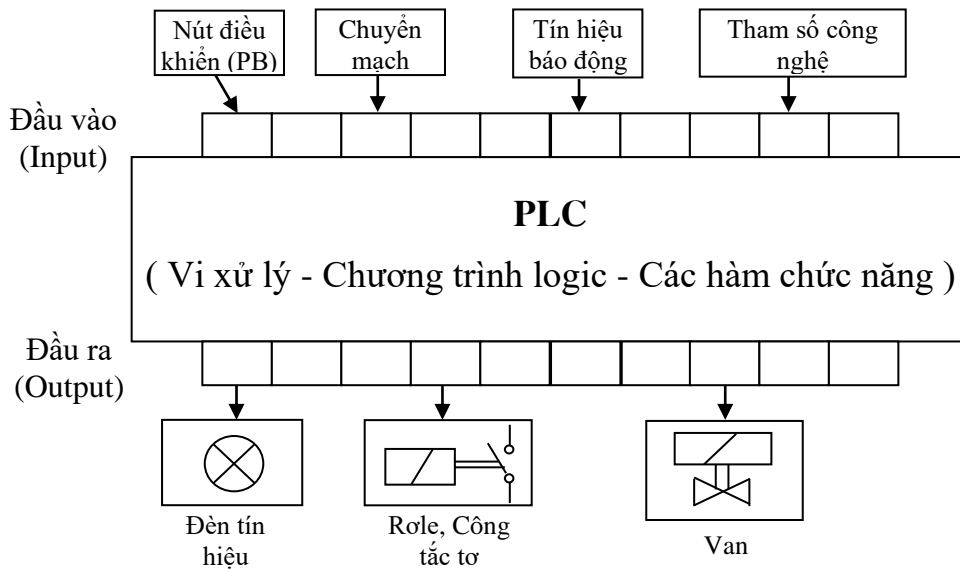 Nút điều
khiển (PB)
Chuyển
mạch
Tín hiệu
báo động
Tham số công
nghệ
Đầu vào
(Input)
PLC
( Vi xử lý - Chương trình logic - Các hàm chức năng )
Đầu ra
(Output)
Đèn tín
hiệu
Rơle, Công
tắc tơ
Van